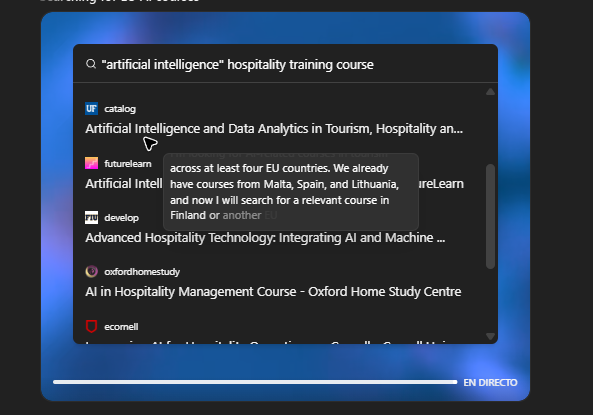 "artificial intelligence" hospitality training course
catalog
Artificial Intelligence and Data Analytics in Tourism, Hospitality an...
futurelearn
across at least four EU countries. We already
Artificial Intell
have courses from Malta, Spain, and Lithuania,
ureLearn
and now I will search for a relevant course in
Finland or another EU
develop
Advanced Hospitality Technology: Integrating AI and Machine ...
oxfordhomestudy
AI in Hospitality Management Course - Oxford Home Study Centre
ecornell
EN DIRECTO